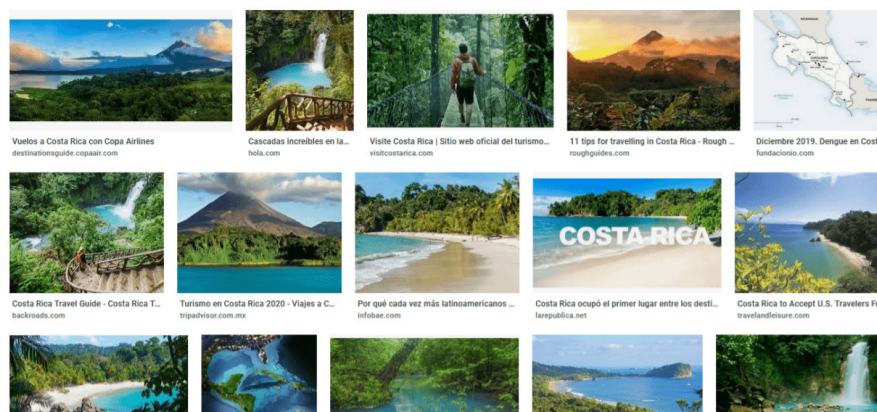 Vuelos a Costa Rica con Copa Airlines
destinationsguide.copaair.com
Cascadas increíbles en la...
hola.com
Visite Costa Rica | Sitio web oficial del turismo...
visitcostarica.com
11 tips for travelling in Costa Rica - Rough ...
roughguides.com
Diciembre 2019. Dengue en Cost
fundacionio.com
COSTA RICA
Costa Rica Travel Guide - Costa Rica T...
backroads.com
Turismo en Costa Rica 2020 - Viajes a C...
tripadvisor.com.mx
Por qué cada vez más latinoamericanos ...
infobae.com
Costa Rica ocupó el primer lugar entre los desti...
larepublica.net
Costa Rica to Accept U.S. Travelers F
travelandleisure.com